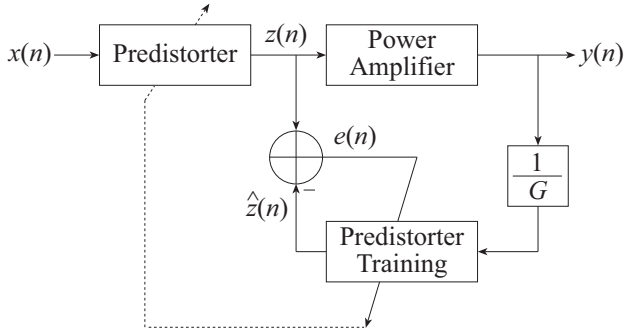 x(n)
Predistorter
z(n)
Power
Amplifier
y(n)
e(n)
1
G
−
ẑ(n)
Predistorter
Training